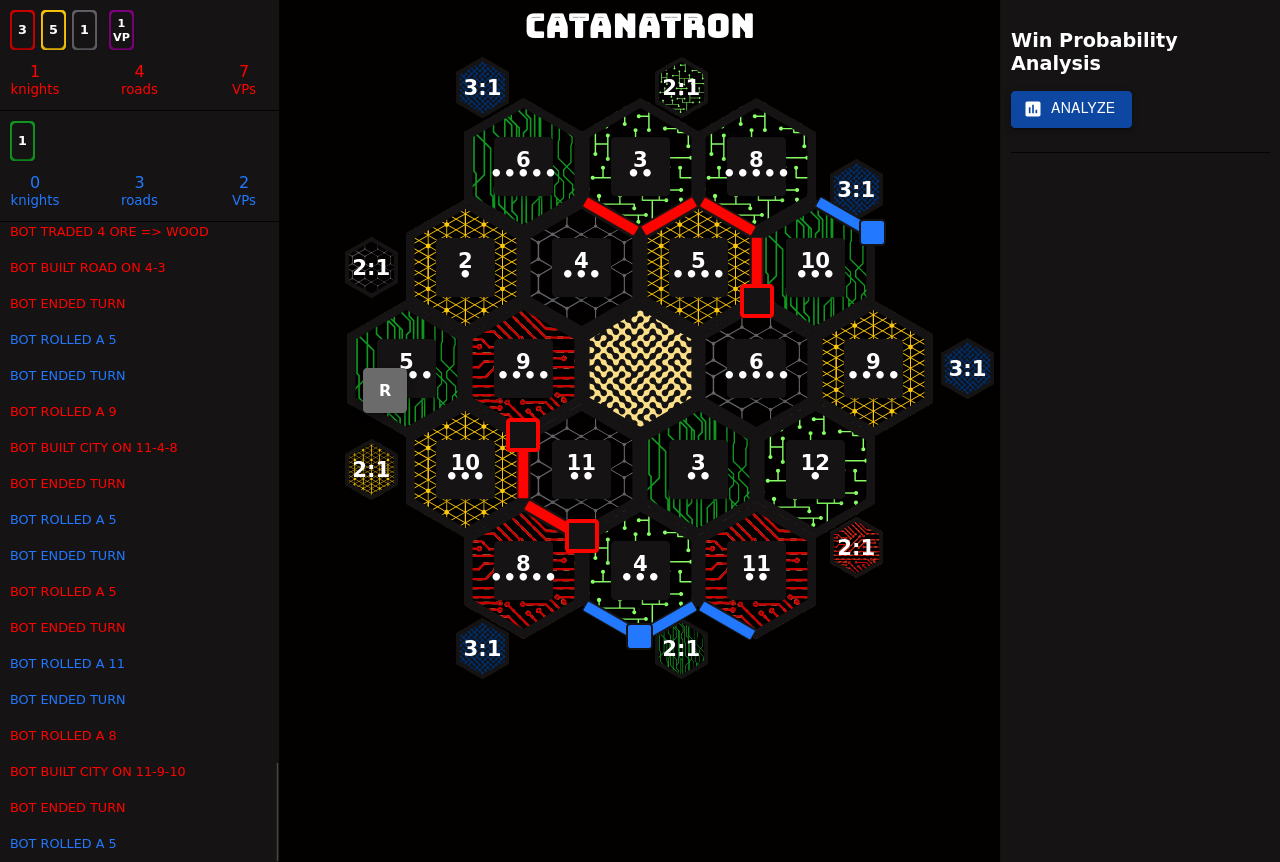 CATANATRON
3 5 1 1 VP
1 4 7
knights roads VPs
1
0 3 2
knights roads VPs
BOT TRADED 4 ORE => WOOD
BOT BUILT ROAD ON 4-3
BOT ENDED TURN
BOT ROLLED A 5
BOT ENDED TURN
BOT ROLLED A 9
BOT BUILT CITY ON 11-4-8
BOT ENDED TURN
BOT ROLLED A 5
BOT ENDED TURN
BOT ROLLED A 5
BOT ENDED TURN
BOT ROLLED A 11
BOT ENDED TURN
BOT ROLLED A 8
BOT BUILT CITY ON 11-9-10
BOT ENDED TURN
BOT ROLLED A 5
3:1 2:1
6 3 8
3:1
2:1 2 4 5 10
5 9 6 9 3:1
R
2:1 10 11 3 12
2:1
8 4 11
3:1 2:1
Win Probability
Analysis
ANALYZE